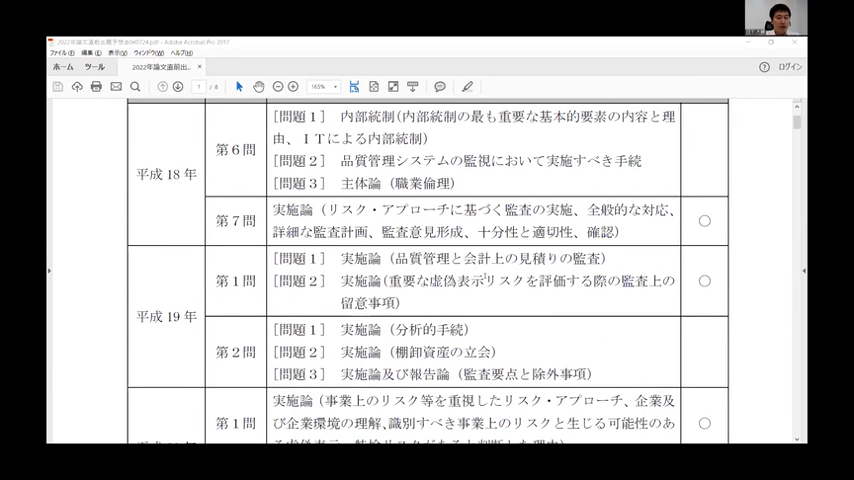 2022年論文直前出題予想会040724.pdf - Adobe Acrobat Pro 2017
ファイル(F) 編集(E) 表示(V) ウィンドウ(W) ヘルプ(H)
ホーム ツール 2022年論文直前出... × ログイン
1 / 8 165%
平成18年
第6問
[問題1] 内部統制(内部統制の最も重要な基本的要素の内容と理
由、ITによる内部統制)
[問題2] 品質管理システムの監視において実施すべき手続
[問題3] 主体論(職業倫理)
第7問
実施論(リスク・アプローチに基づく監査の実施、全般的な対応、
詳細な監査計画、監査意見形成、十分性と適切性、確認)
○
平成19年
第1問
[問題1] 実施論(品質管理と会計上の見積りの監査)
[問題2] 実施論(重要な虚偽表示リスクを評価する際の監査上の
留意事項)
○
第2問
[問題1] 実施論(分析的手続)
[問題2] 実施論(棚卸資産の立会)
[問題3] 実施論及び報告論(監査要点と除外事項)
第1問
実施論(事業上のリスク等を重視したリスク・アプローチ、企業及
び企業環境の理解、識別すべき事業上のリスクと生じる可能性のあ
○